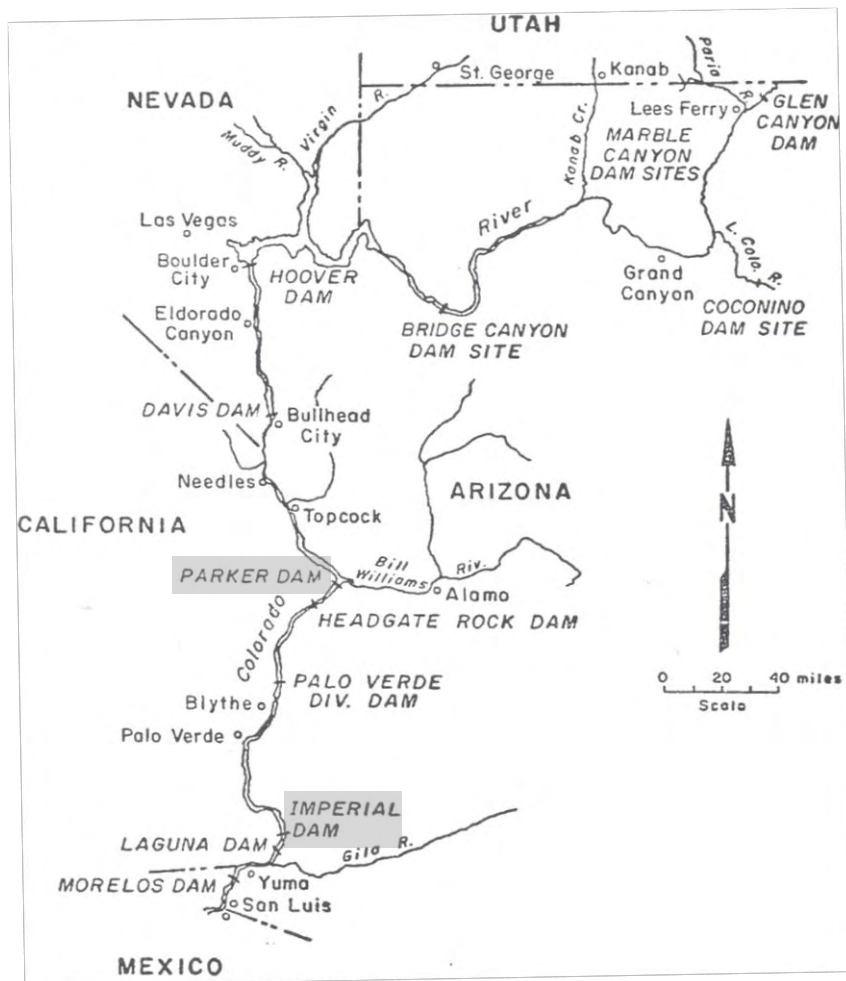 UTAH
St. George
Kanab
Paria
R.
NEVADA
Virgin
R.
Muddy R.
Kanab Cr.
Lees Ferry
GLEN
CANYON
DAM
MARBLE
CANYON
DAM SITES
Las Vegas
River
L. Colo. R.
Boulder
City
HOOVER
DAM
Grand
Canyon
COCONINO
DAM SITE
Eldorado
Canyon
BRIDGE CANYON
DAM SITE
DAVIS DAM
Bullhead
City
Needles
ARIZONA
N
CALIFORNIA
Topcock
PARKER DAM
Bill
Williams
Riv.
Alamo
HEADGATE ROCK DAM
Colorado
PALO VERDE
DIV. DAM
0 20 40 miles
Scale
Blythe
Palo Verde
IMPERIAL
DAM
LAGUNA DAM
Gila R.
MORELOS DAM
Yuma
San Luis
MEXICO